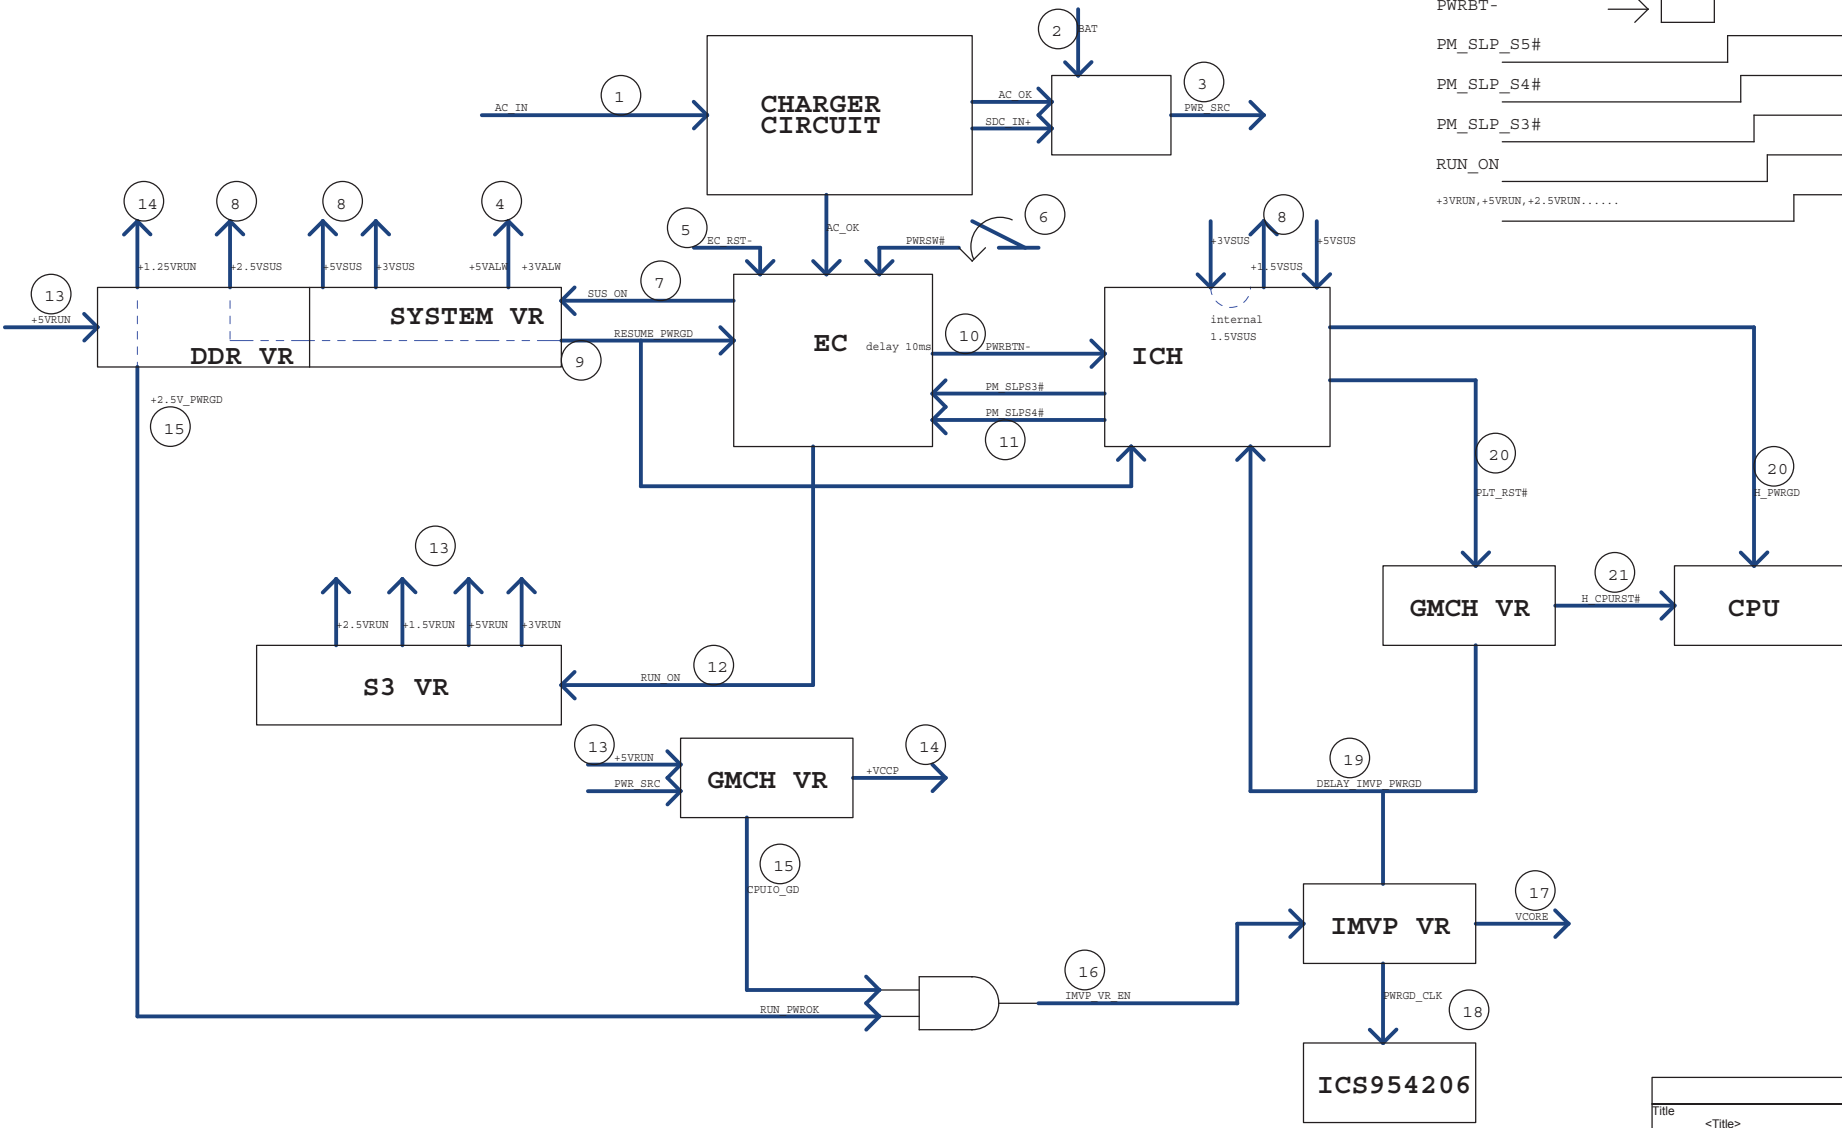 PWRBT-
PM_SLP_S5#
PM_SLP_S4#
PM_SLP_S3#
RUN_ON
+3VRUN,+5VRUN,+2.5VRUN......
2
BAT
1
AC_IN
CHARGER
CIRCUIT
AC_OK
SDC_IN+
3
PWR_SRC
14
8
8
4
5
EC_RST-
AC_OK
PWRSW#
6
8
+3VSUS
+1.5VSUS
+5VSUS
+1.25VRUN
+2.5VSUS
+5VSUS
+3VSUS
+5VALW
+3VALW
13
+5VRUN
DDR VR
SYSTEM VR
7
SUS_ON
RESUME_PWRGD
9
EC
delay 10ms
10
PWRBTN-
PM_SLPS3#
PM_SLPS4#
11
ICH
internal
1.5VSUS
+2.5V_PWRGD
15
20
PLT_RST#
20
H_PWRGD
13
+2.5VRUN
+1.5VRUN
+5VRUN
+3VRUN
S3 VR
RUN_ON
12
GMCH VR
21
H_CPURST#
CPU
13
+5VRUN
PWR_SRC
GMCH VR
14
+VCCP
19
DELAY_IMVP_PWRGD
15
CPUIO_GD
IMVP VR
17
VCORE
16
IMVP_VR_EN
RUN_PWROK
PWRGD_CLK
18
ICS954206
Title
<Title>